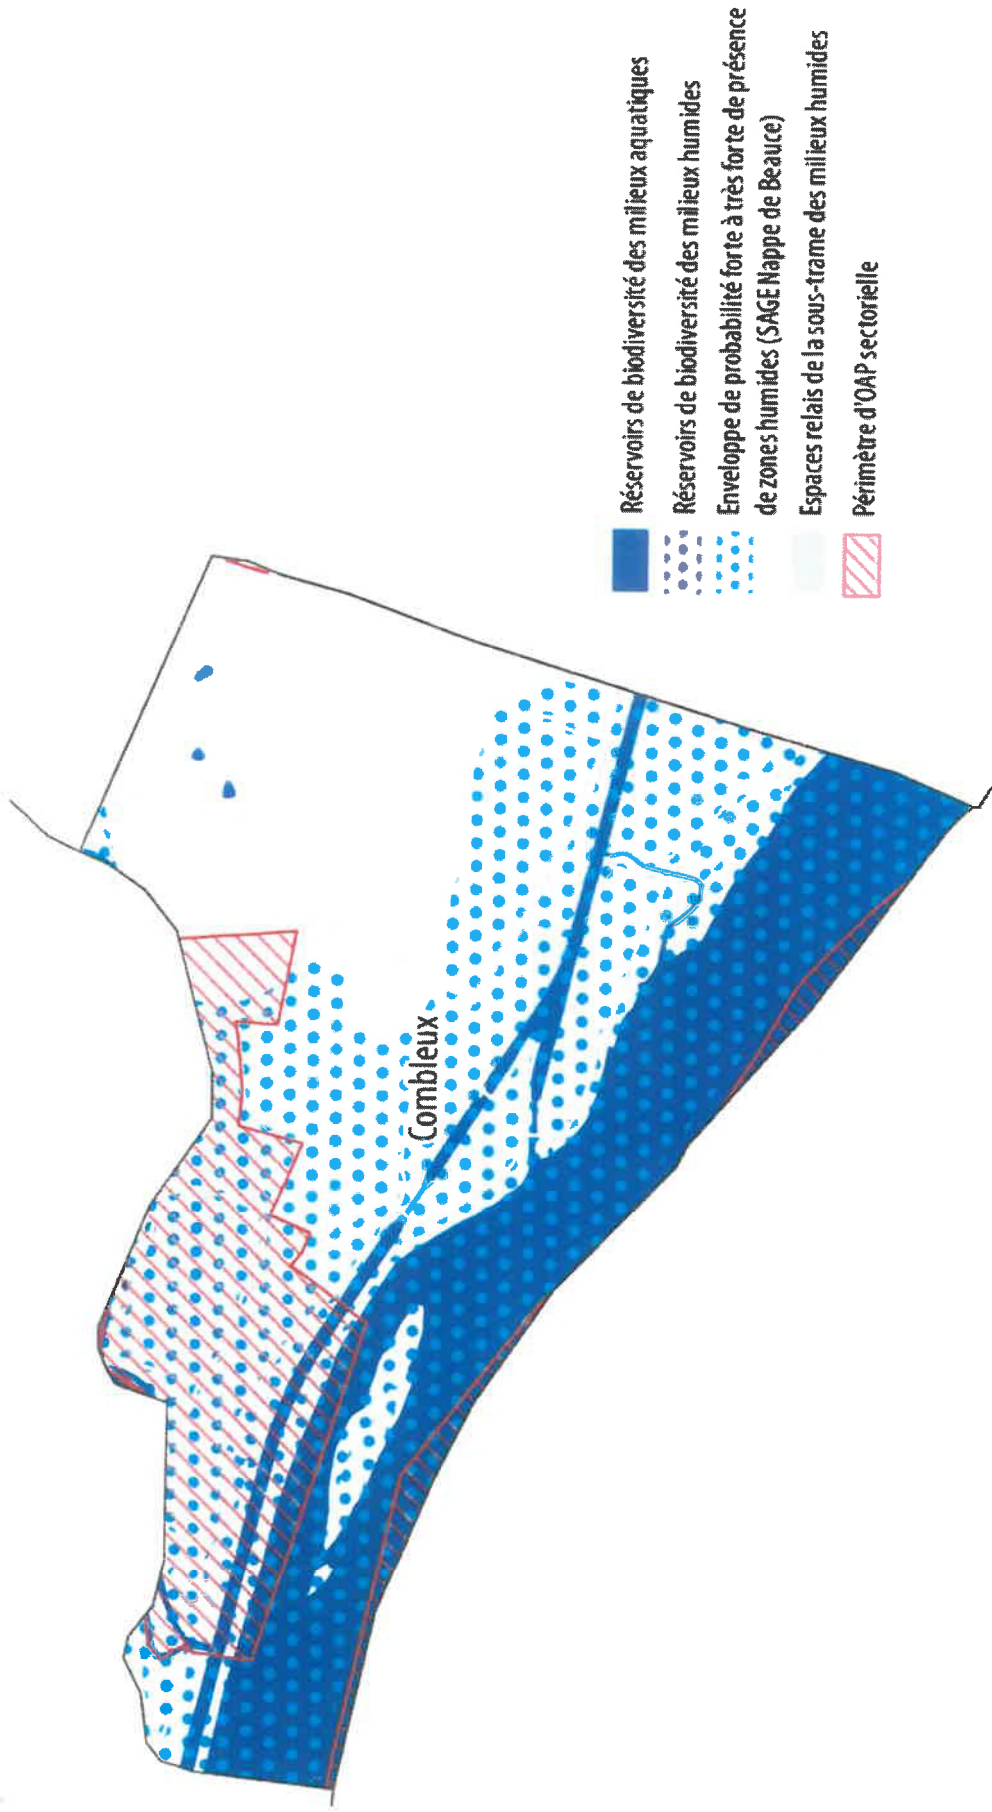 Combleux
Réservoirs de biodiversité des milieux aquatiques
Réservoirs de biodiversité des milieux humides
Enveloppe de probabilité forte à très forte de présence
de zones humides (SAGE Nappe de Beauce)
Espaces relais de la sous-trame des milieux humides
Périmètre d'OAP sectorielle